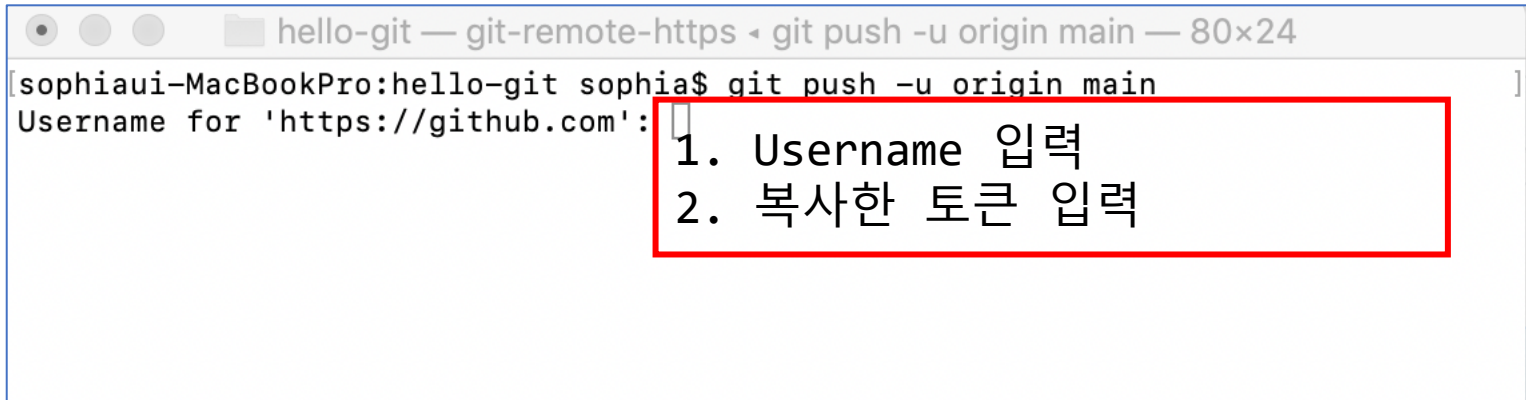 hello-git — git-remote-https ◂ git push -u origin main — 80×24
[sophiaui-MacBookPro:hello-git sophia$ git push -u origin main ]
Username for 'https://github.com':
1. Username 입력
2. 복사한 토큰 입력